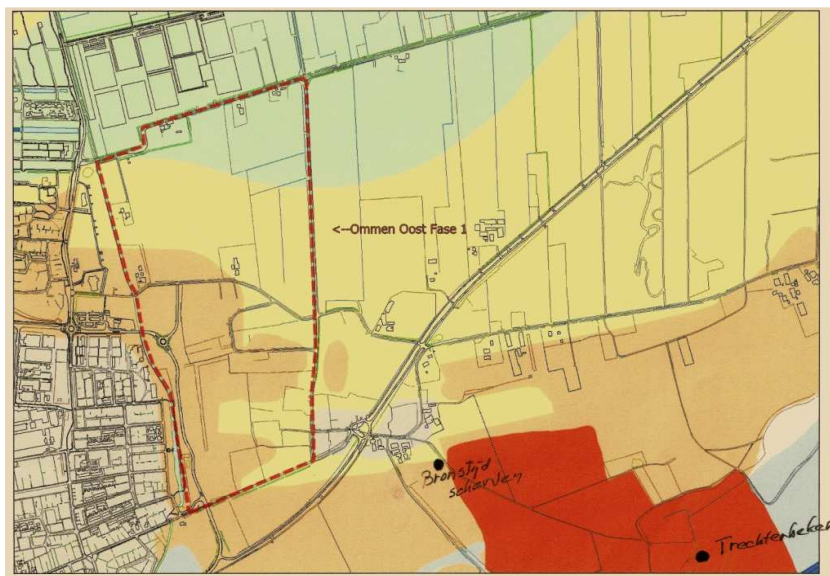 <--Ommen Oost Fase 1
Bronstijd
scherven
Trechterbeker